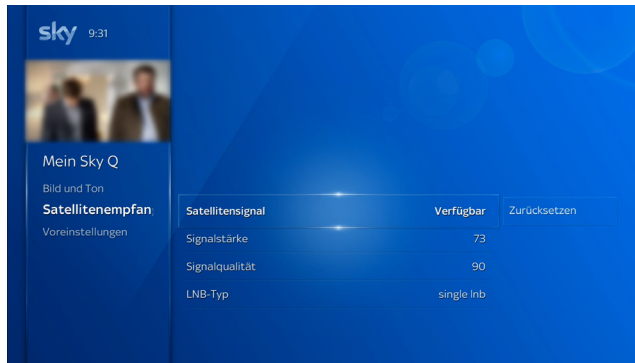 sky 9:31
Mein Sky Q
Bild und Ton
Satellitenempfan
Voreinstellungen
Satellitensignal Verfügbar Zurücksetzen
Signalstärke 73
Signalqualität 90
LNB-Typ single lnb